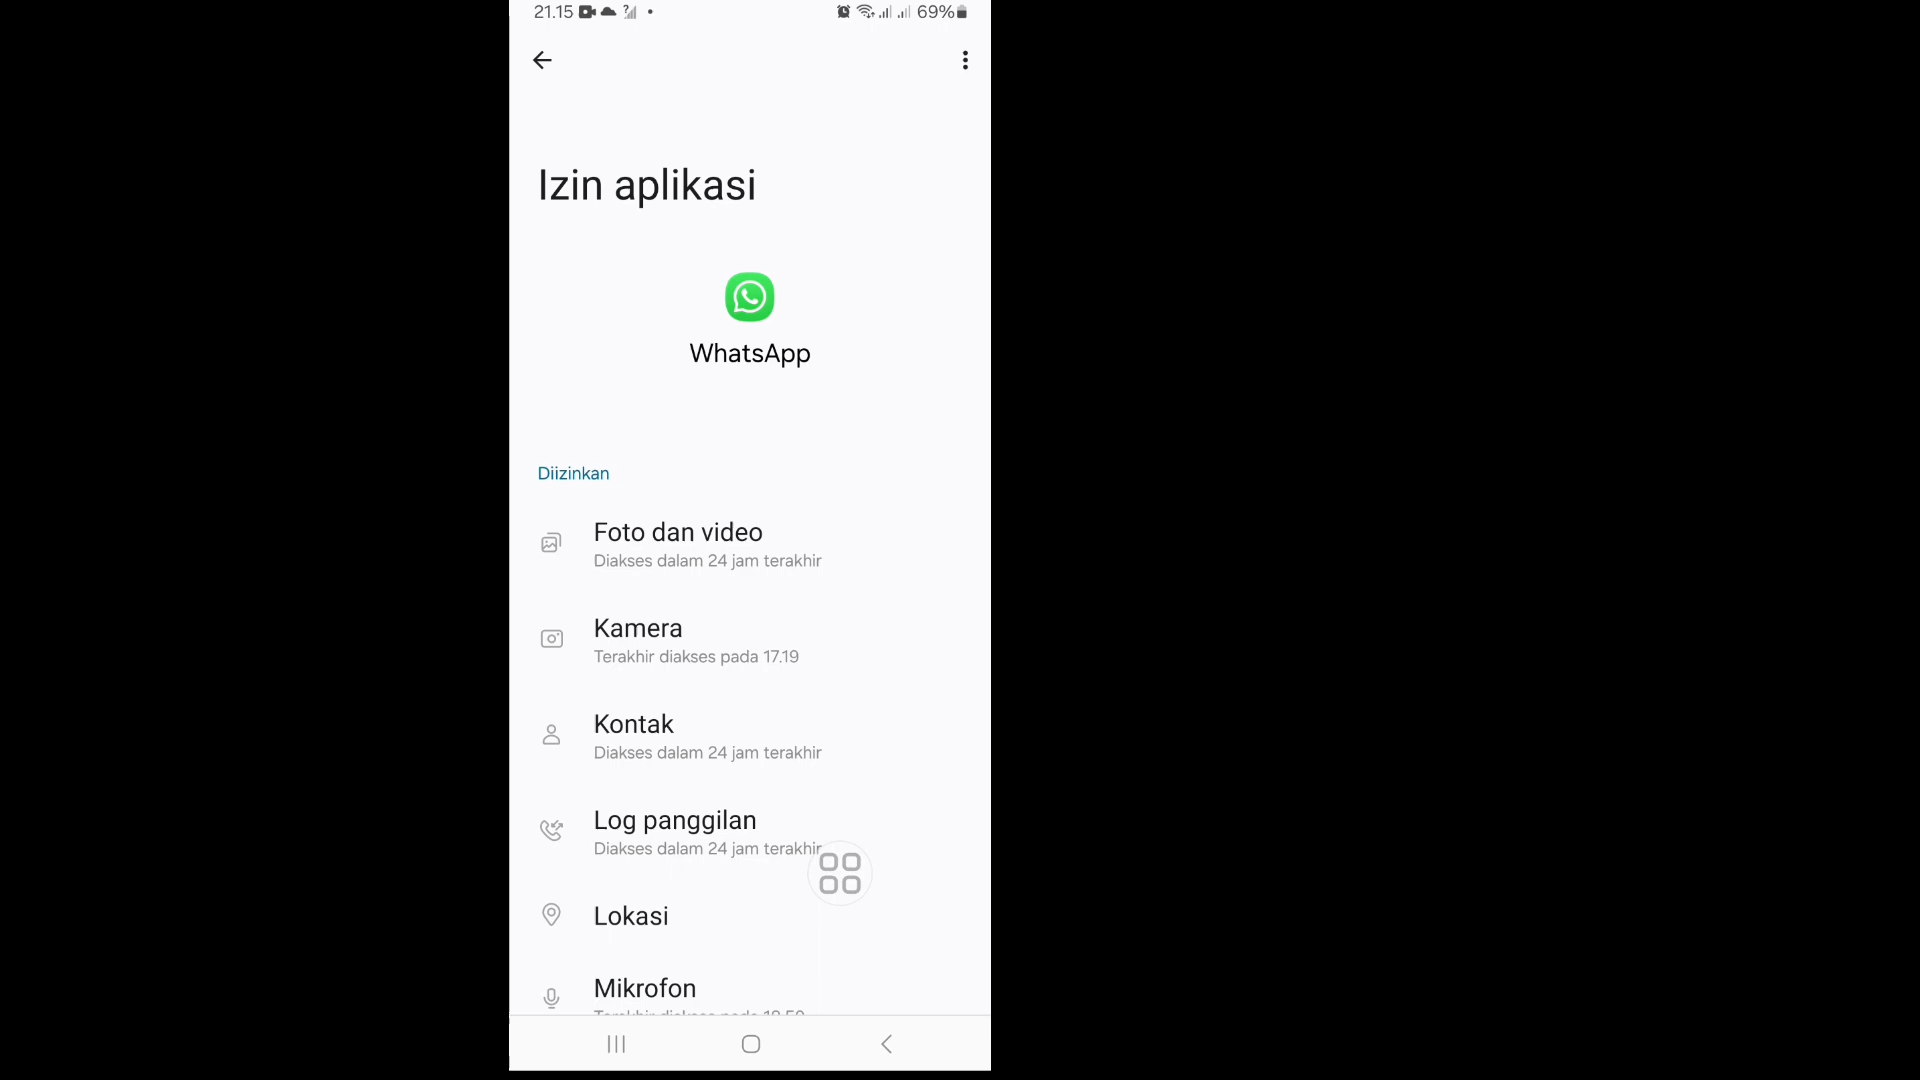 21.15 69%
Izin aplikasi
WhatsApp
Diizinkan
Foto dan video
Diakses dalam 24 jam terakhir
Kamera
Terakhir diakses pada 17.19
Kontak
Diakses dalam 24 jam terakhir
Log panggilan
Diakses dalam 24 jam terakhir
Lokasi
Mikrofon